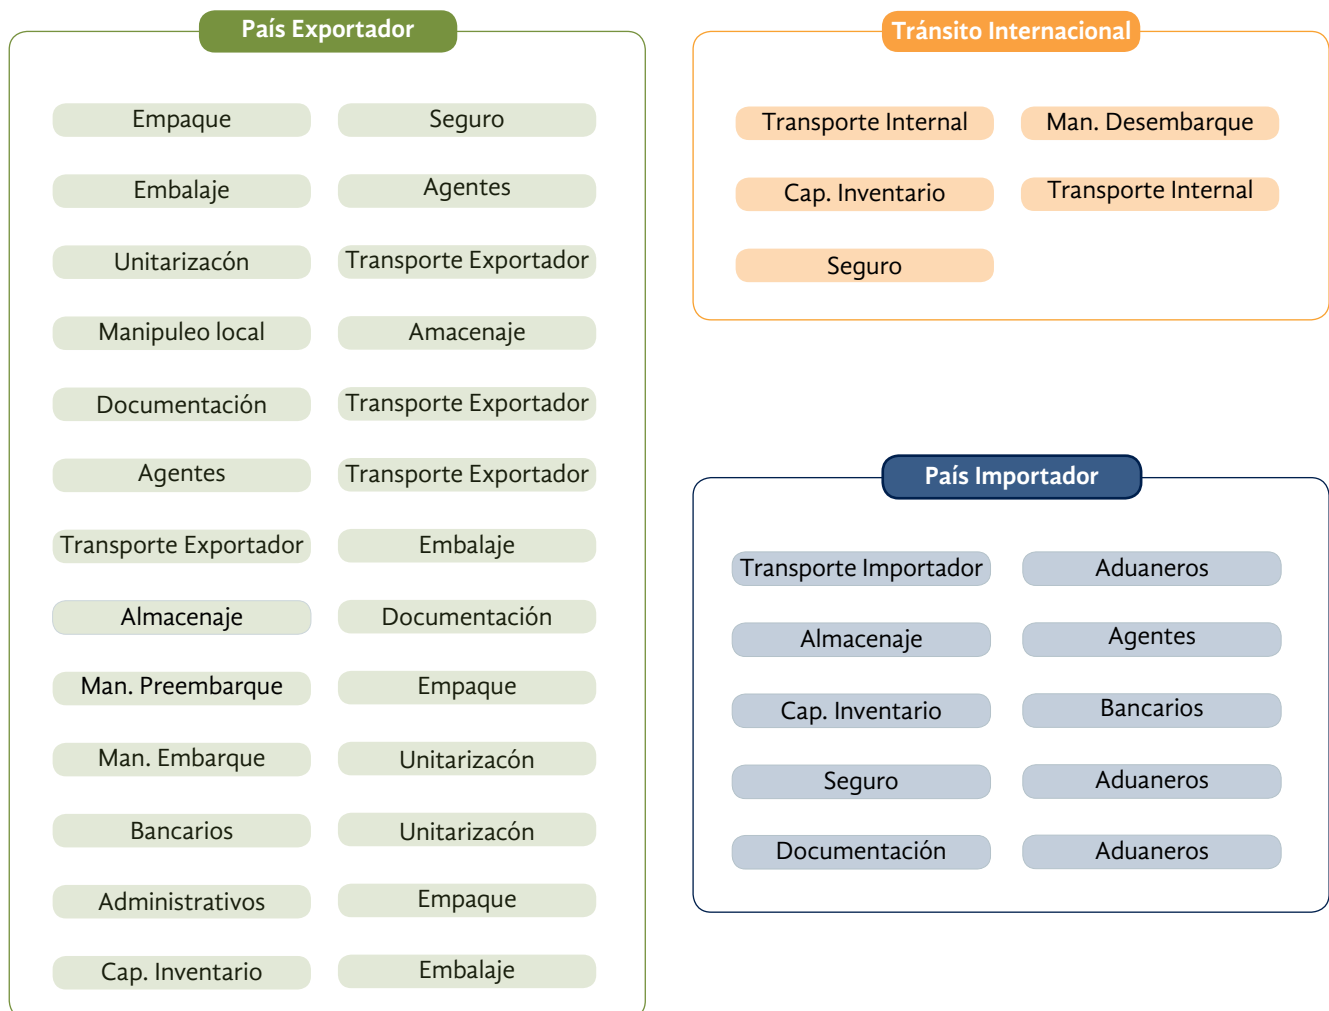 País Exportador
Empaque
Seguro
Embalaje
Agentes
Unitarizacón
Transporte Exportador
Manipuleo local
Amacenaje
Documentación
Transporte Exportador
Agentes
Transporte Exportador
Transporte Exportador
Embalaje
Almacenaje
Documentación
Man. Preembarque
Empaque
Man. Embarque
Unitarizacón
Bancarios
Unitarizacón
Administrativos
Empaque
Cap. Inventario
Embalaje
Tránsito Internacional
Transporte Internal
Man. Desembarque
Cap. Inventario
Transporte Internal
Seguro
País Importador
Transporte Importador
Aduaneros
Almacenaje
Agentes
Cap. Inventario
Bancarios
Seguro
Aduaneros
Documentación
Aduaneros